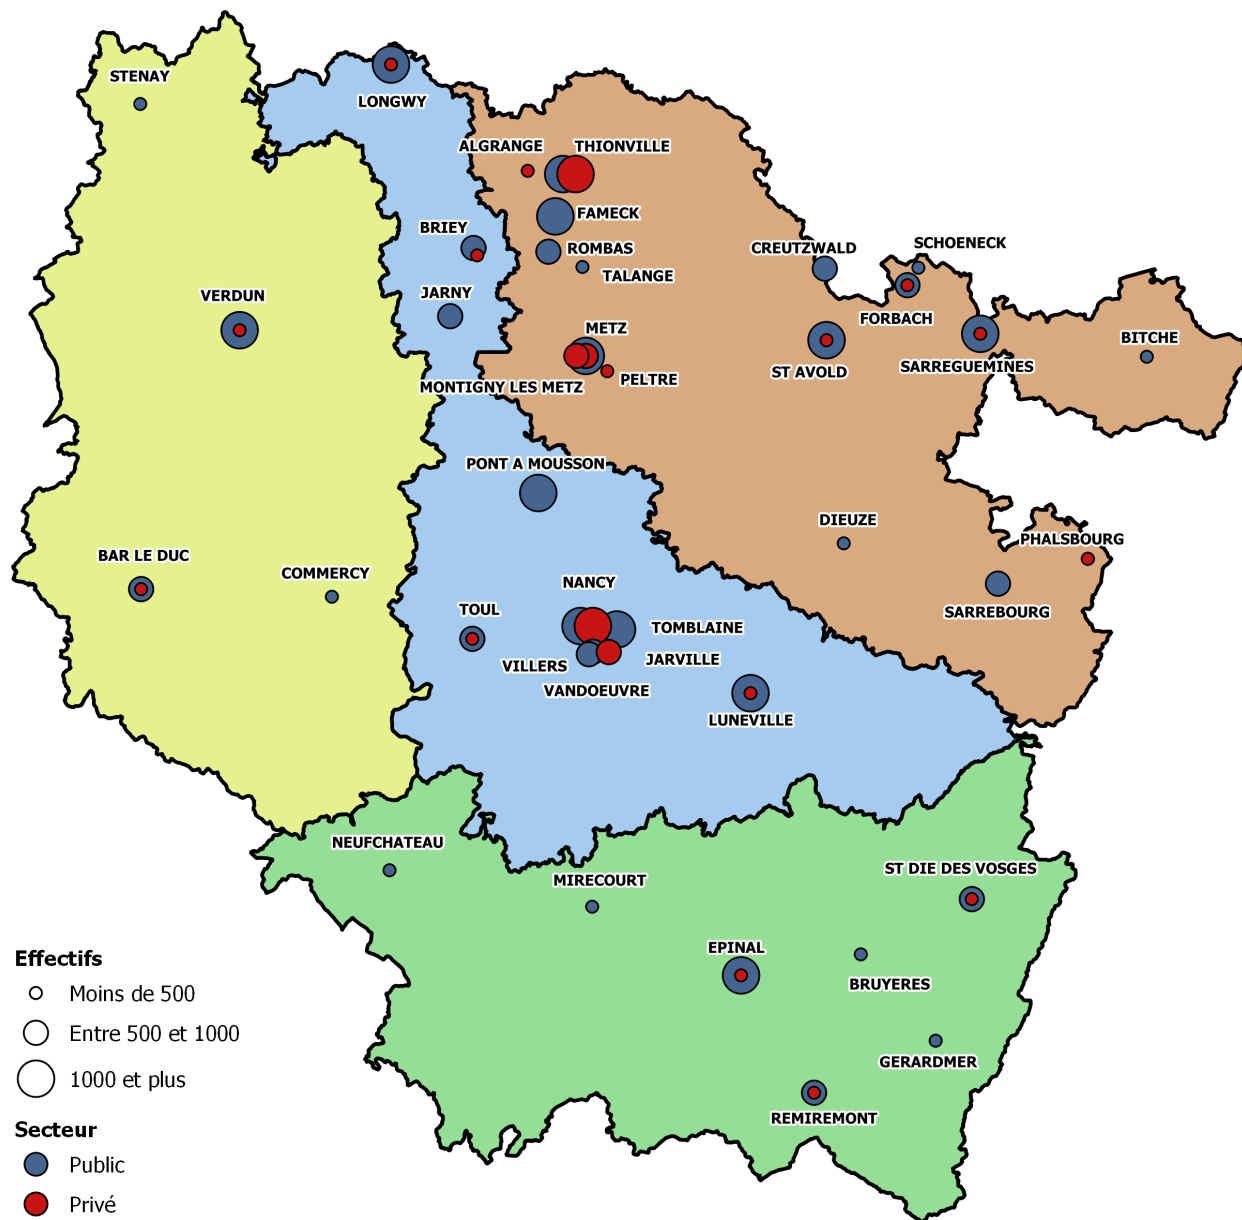 STENAY
LONGWY
ALGRANGE
THIONVILLE
FAMECK
BRIEY
ROMBAS
CREUTZWALD
SCHOENECK
TALANGE
VERDUN
JARNY
FORBACH
METZ
BITCHE
SARREGUEMINES
ST AVOLD
PELTRE
MONTIGNY LES METZ
PONT A MOUSSON
DIEUZE
PHALSBOURG
BAR LE DUC
COMMERCY
NANCY
TOUL
SARREBOURG
TOMBLAINE
JARVILLE
VILLERS
VANDOEUVRE
LUNEVILLE
NEUFCHATEAU
MIRECOURT
ST DIE DES VOSGES
EPINAL
BRUYERES
GERARDMER
REMIREMONT
Effectifs
Moins de 500
Entre 500 et 1000
1000 et plus
Secteur
Public
Privé